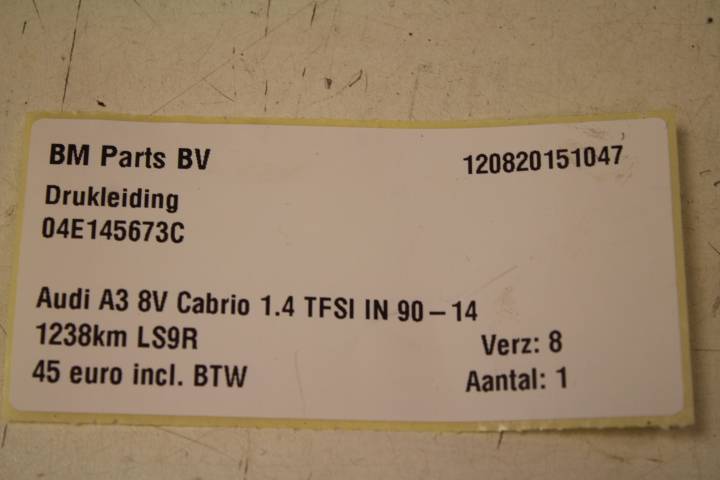 BM Parts BV 120820151047
Drukleiding
04E145673C
Audi A3 8V Cabrio 1.4 TFSI IN 90-14
1238km LS9R Verz: 8
45 euro incl. BTW Aantal: 1